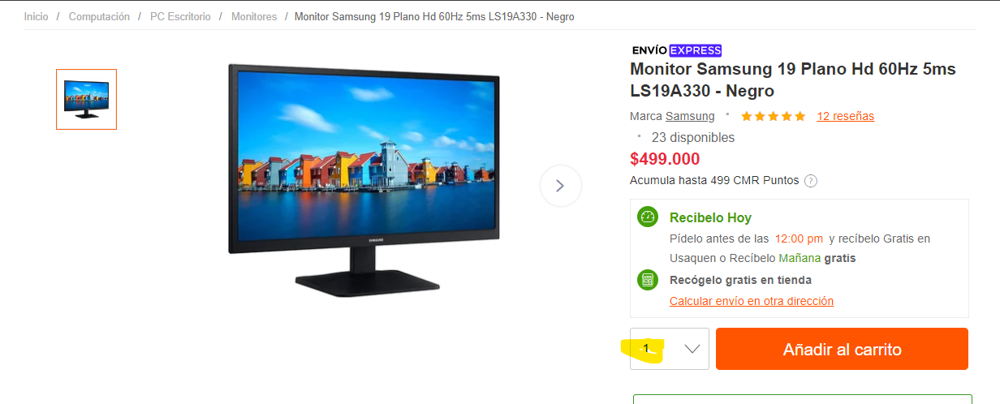 Inicio / Computación / PC Escritorio / Monitores / Monitor Samsung 19 Plano Hd 60Hz 5ms LS19A330 - Negro
ENVÍO EXPRESS
Monitor Samsung 19 Plano Hd 60Hz 5ms
LS19A330 - Negro
Marca Samsung • 12 reseñas
• 23 disponibles
$499.000
Acumula hasta 499 CMR Puntos ?
Recíbelo Hoy
Pídelo antes de las 12:00 pm y recíbelo Gratis en
Usaquen o Recíbelo Mañana gratis
Recógelo gratis en tienda
Calcular envío en otra dirección
-1
Añadir al carrito
SAMSUNG